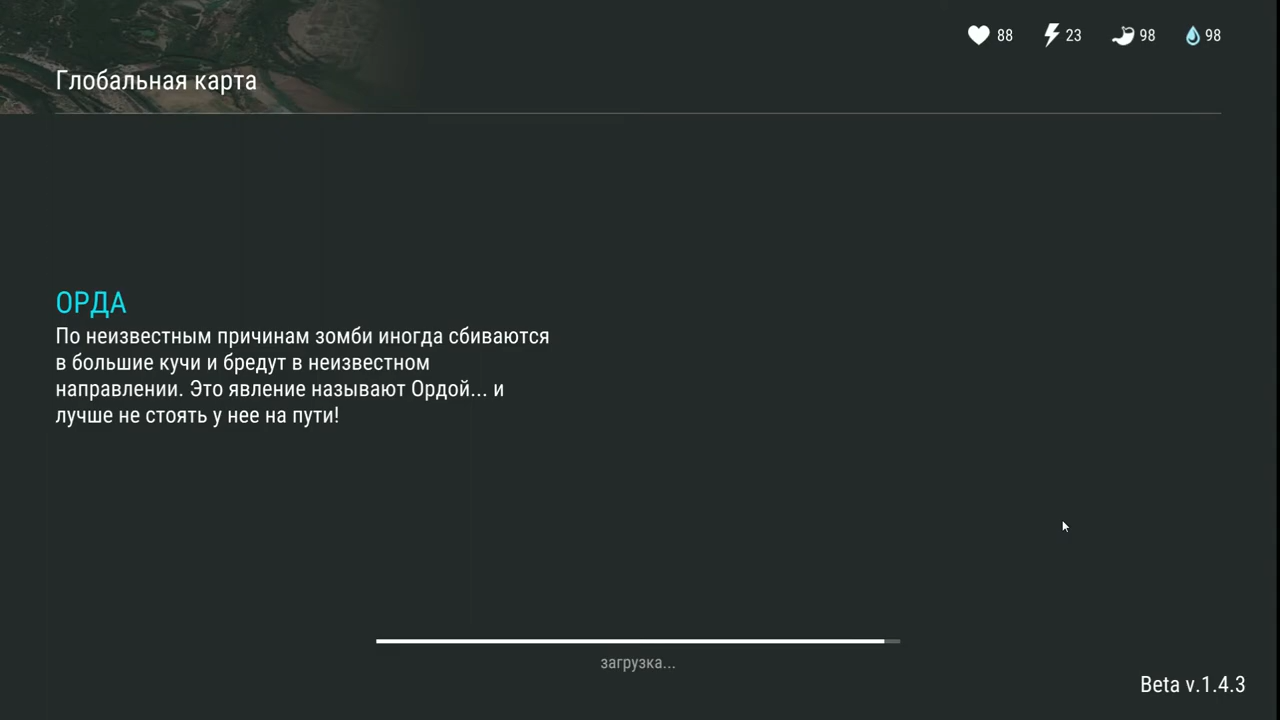 88 23 98 98
Глобальная карта
ОРДА
По неизвестным причинам зомби иногда сбиваются
в большие кучи и бредут в неизвестном
направлении. Это явление называют Ордой... и
лучше не стоять у нее на пути!
загрузка...
Beta v.1.4.3